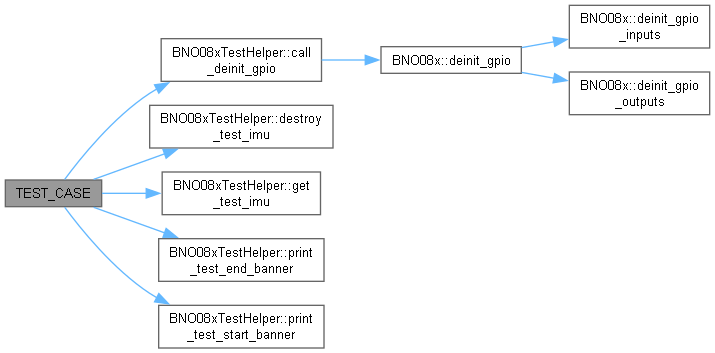 TEST_CASE
BNO08xTestHelper::call
_deinit_gpio
BNO08x::deinit_gpio
BNO08x::deinit_gpio
_inputs
BNO08x::deinit_gpio
_outputs
BNO08xTestHelper::destroy
_test_imu
BNO08xTestHelper::get
_test_imu
BNO08xTestHelper::print
_test_end_banner
BNO08xTestHelper::print
_test_start_banner